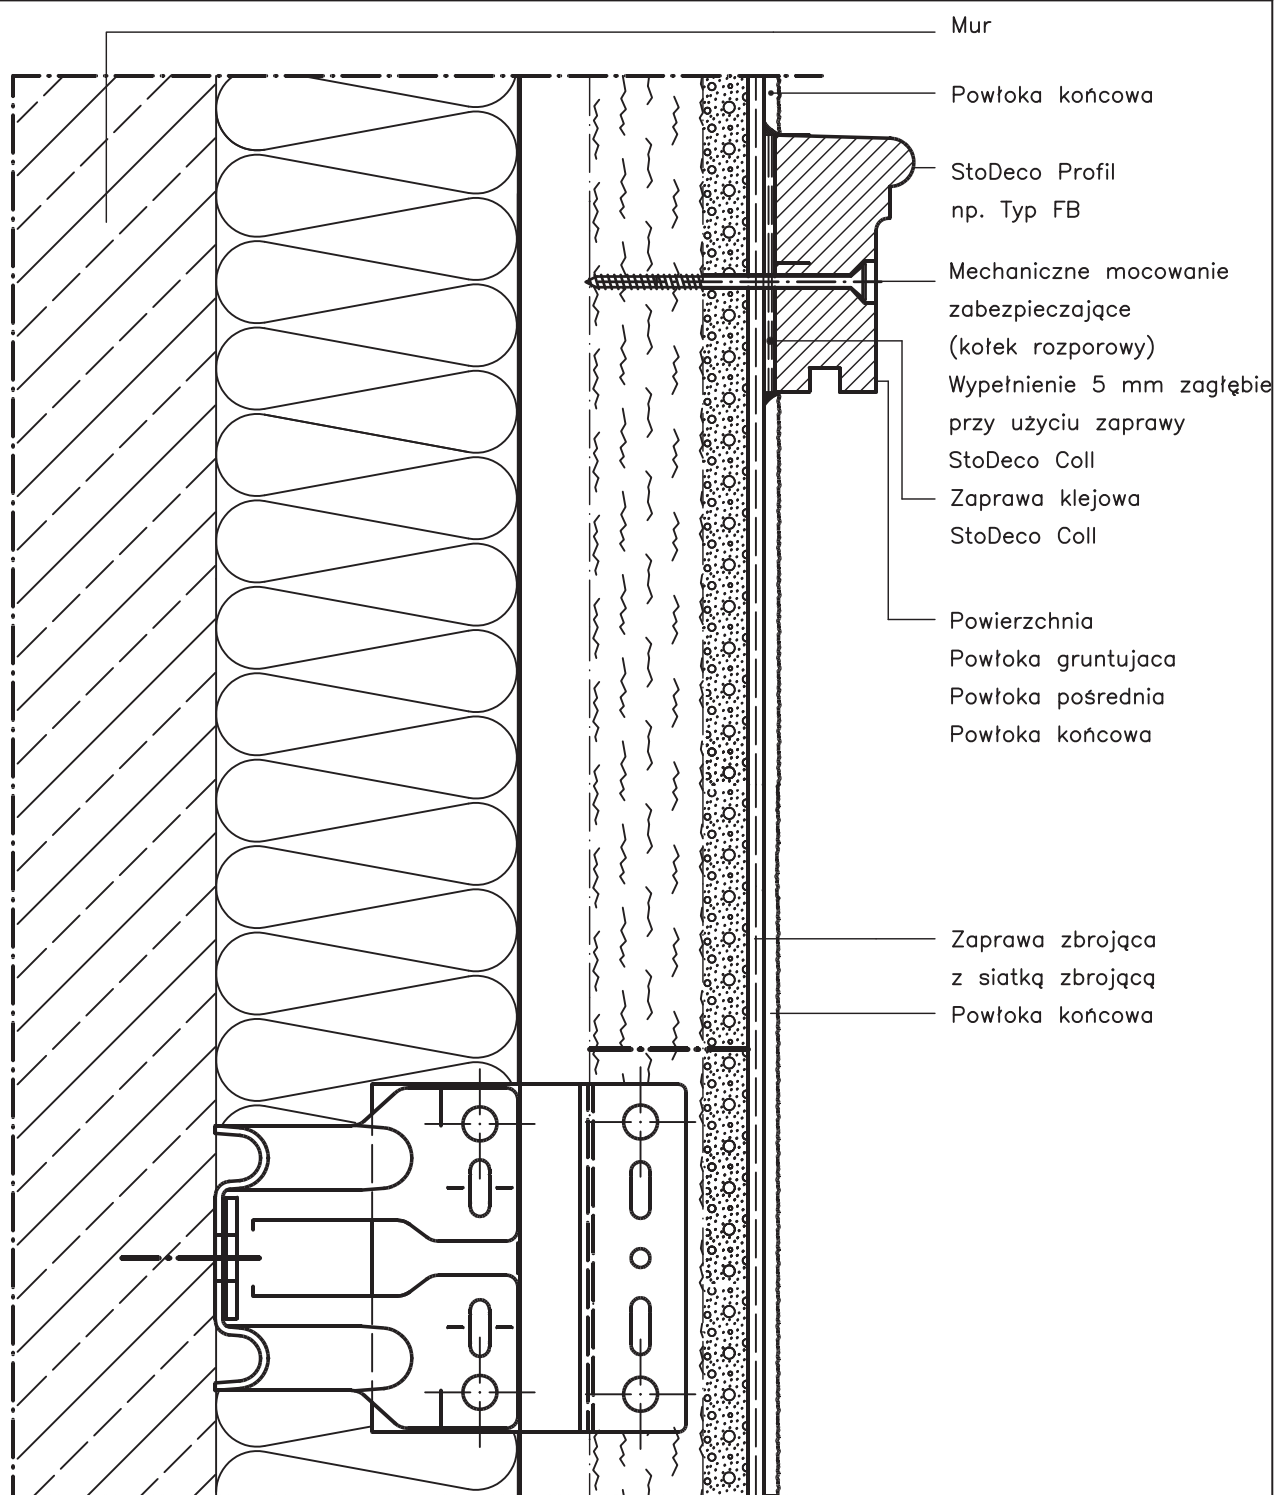 Mur
Powłoka końcowa
StoDeco Profil
np. Typ FB
Mechaniczne mocowanie
zabezpieczające
(kołek rozporowy)
Wypełnienie 5 mm zagłębie
przy użyciu zaprawy
StoDeco Coll
Zaprawa klejowa
StoDeco Coll
Powierzchnia
Powłoka gruntujaca
Powłoka pośrednia
Powłoka końcowa
Zaprawa zbrojąca
z siatką zbrojącą
Powłoka końcowa